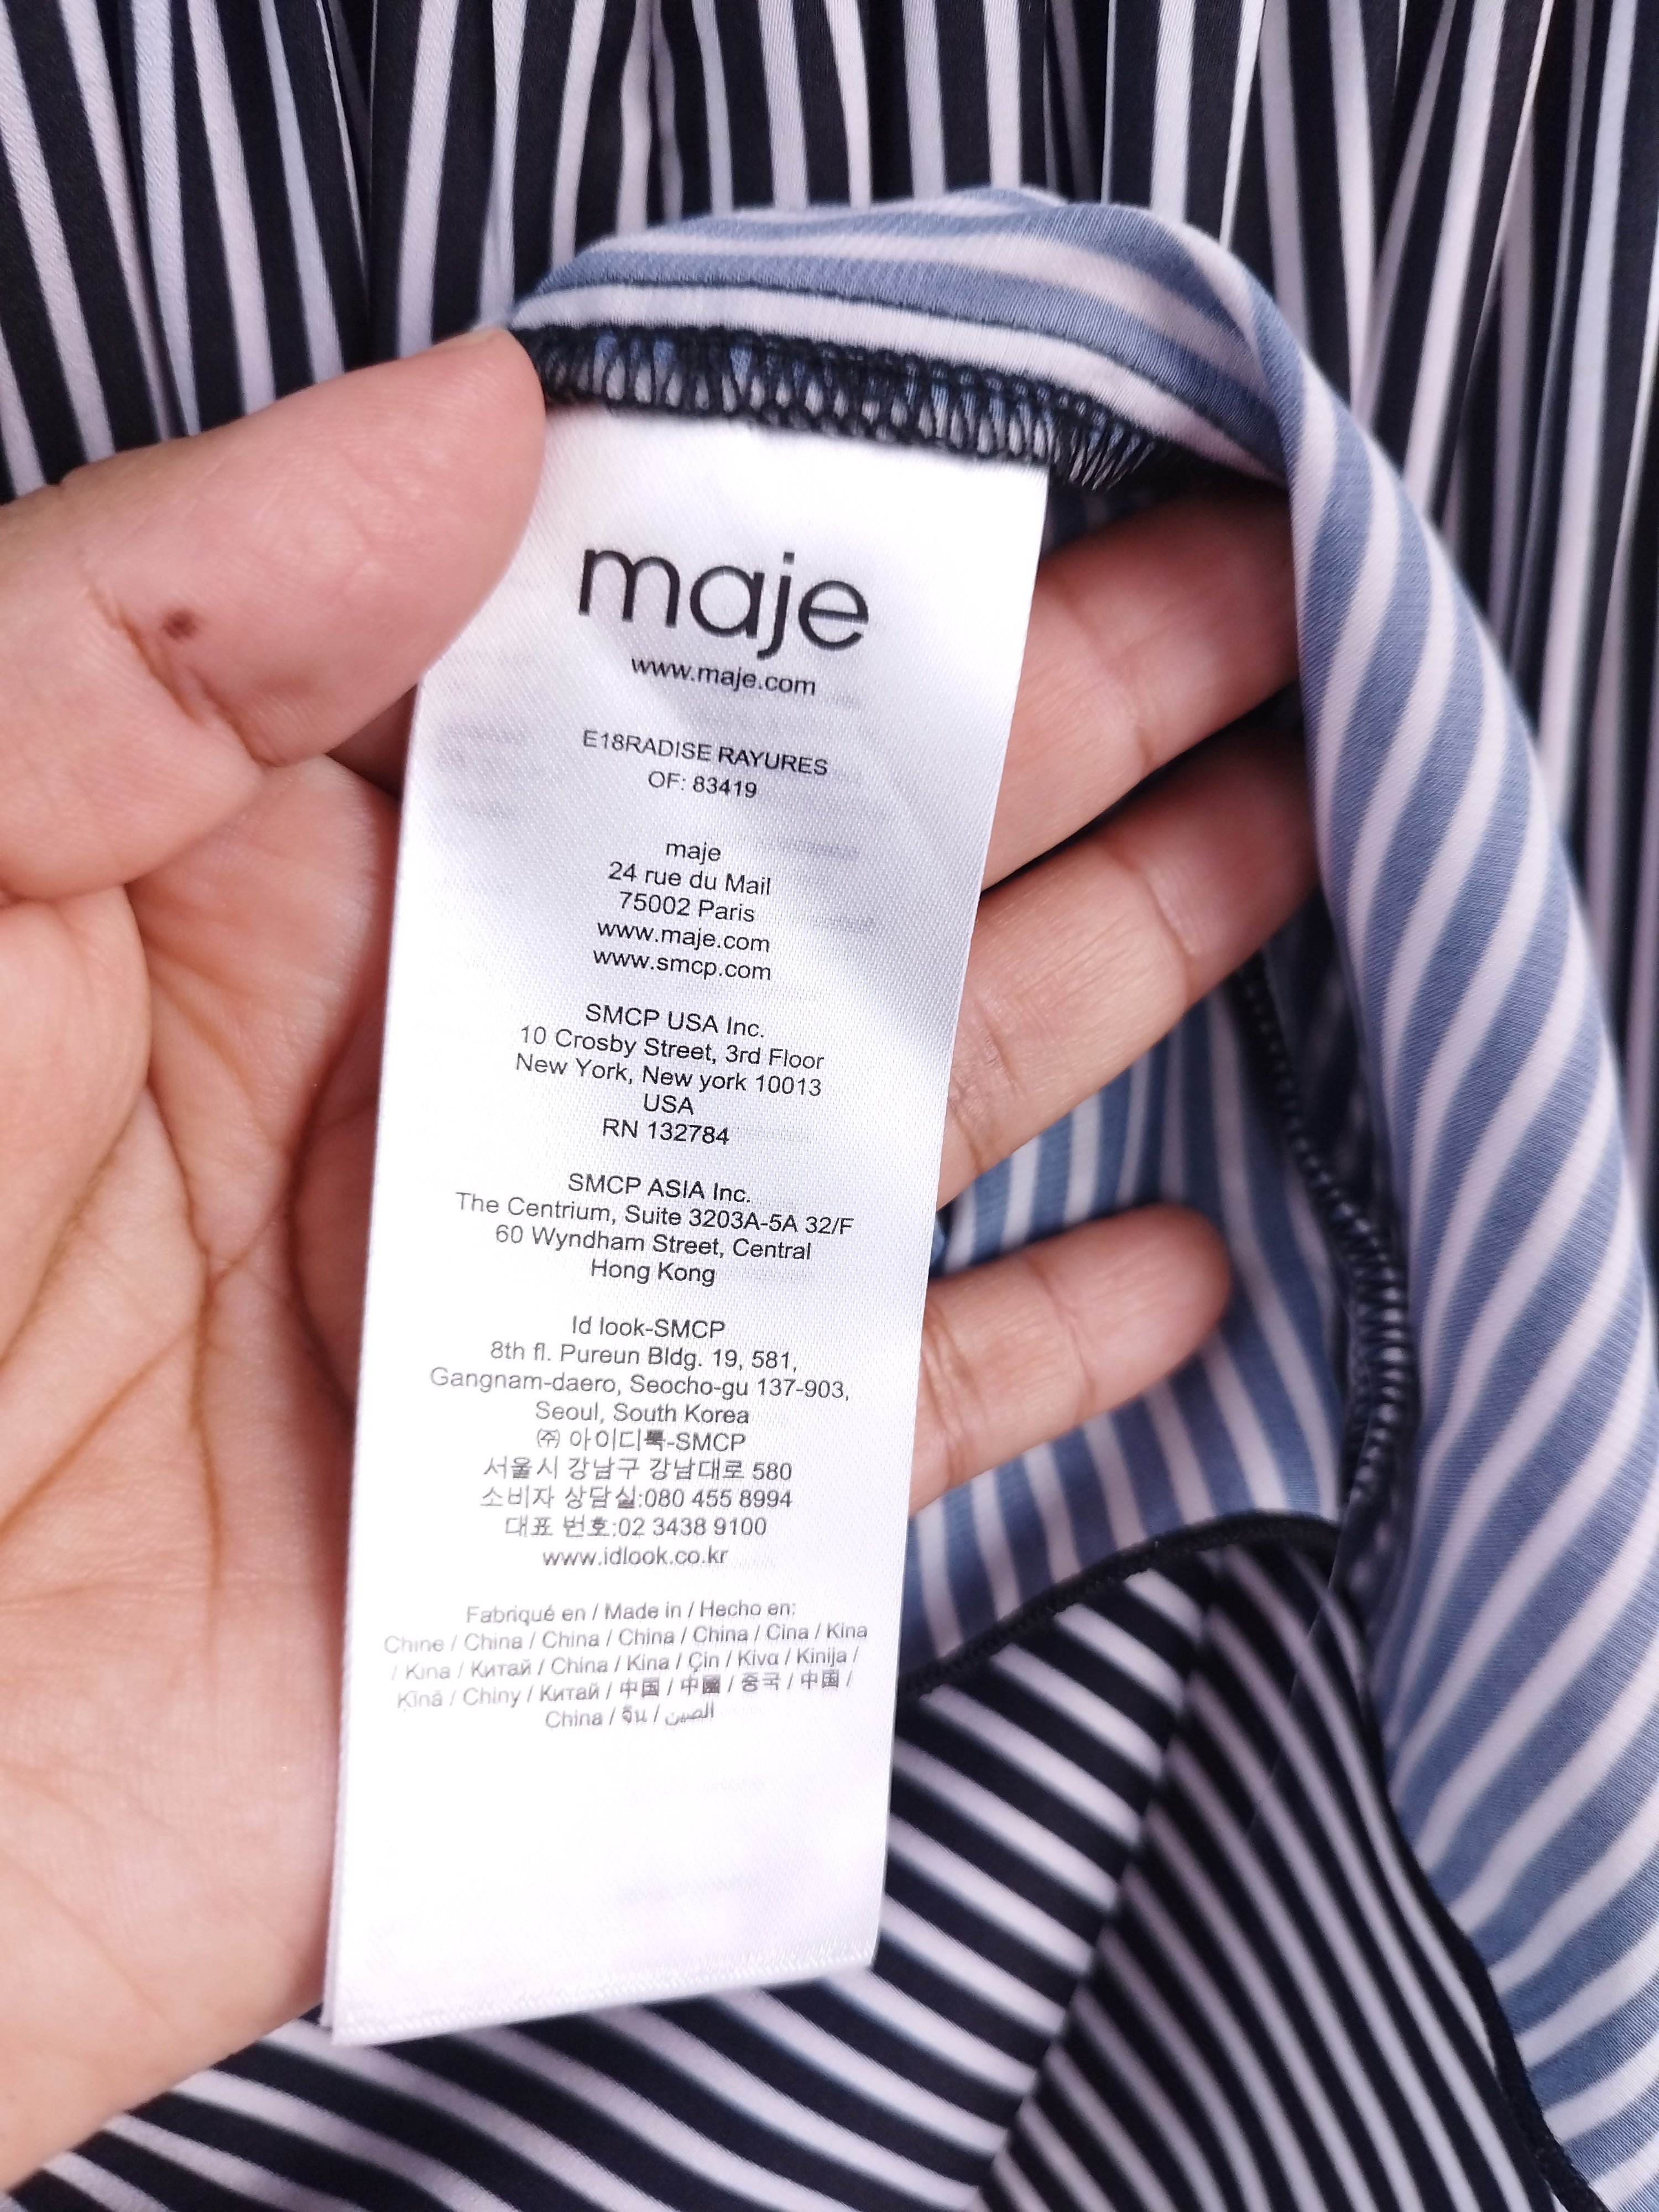 maje
www.maje.com
E18RADISE RAYURES
OF: 83419
maje
24 rue du Mail
75002 Paris
www.maje.com
www.smcp.com
SMCP USA Inc.
10 Crosby Street, 3rd Floor
New York, New york 10013
USA
RN 132784
SMCP ASIA Inc.
The Centrium, Suite 3203A-5A 32/F
60 Wyndham Street, Central
Hong Kong
Id look-SMCP
8th fl. Pureun Bldg. 19, 581,
Gangnam-daero, Seocho-gu 137-903,
Seoul, South Korea
㈜ 아이디룩-SMCP
서울시 강남구 강남대로 580
소비자 상담실:080 455 8994
대표 번호:02 3438 9100
www.idlook.co.kr
Fabriqué en / Made in / Hecho en:
Chine / China / China / China / China / Cina / Kina
/ Kina / Китай / China / Kina / Çin / Κίνα / Kinija /
Ķīnā / Chiny / Китай / 中国 / 中國 / 중국 / 中国 /
China / จีน / الصين